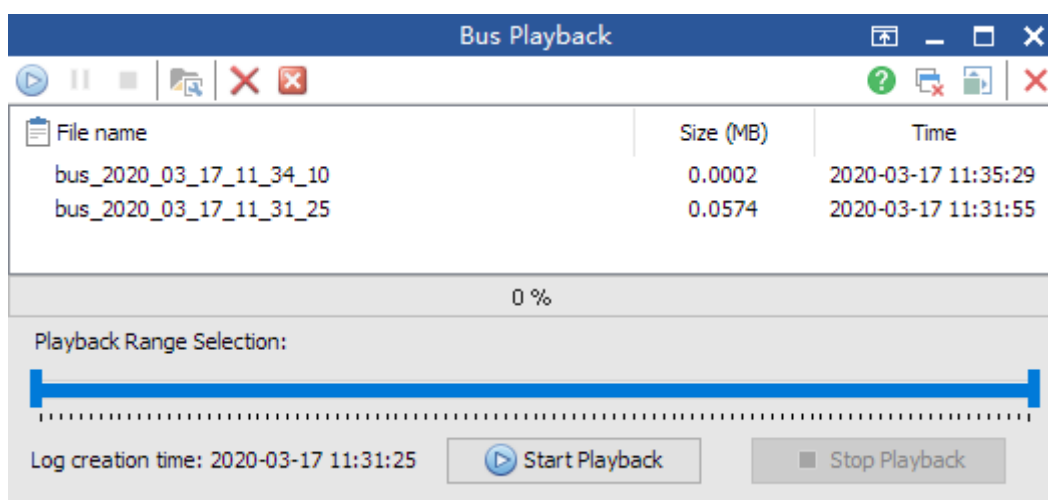 Bus Playback
File name Size (MB) Time
bus_2020_03_17_11_34_10 0.0002 2020-03-17 11:35:29
bus_2020_03_17_11_31_25 0.0574 2020-03-17 11:31:55
0 %
Playback Range Selection:
Log creation time: 2020-03-17 11:31:25 Start Playback Stop Playback